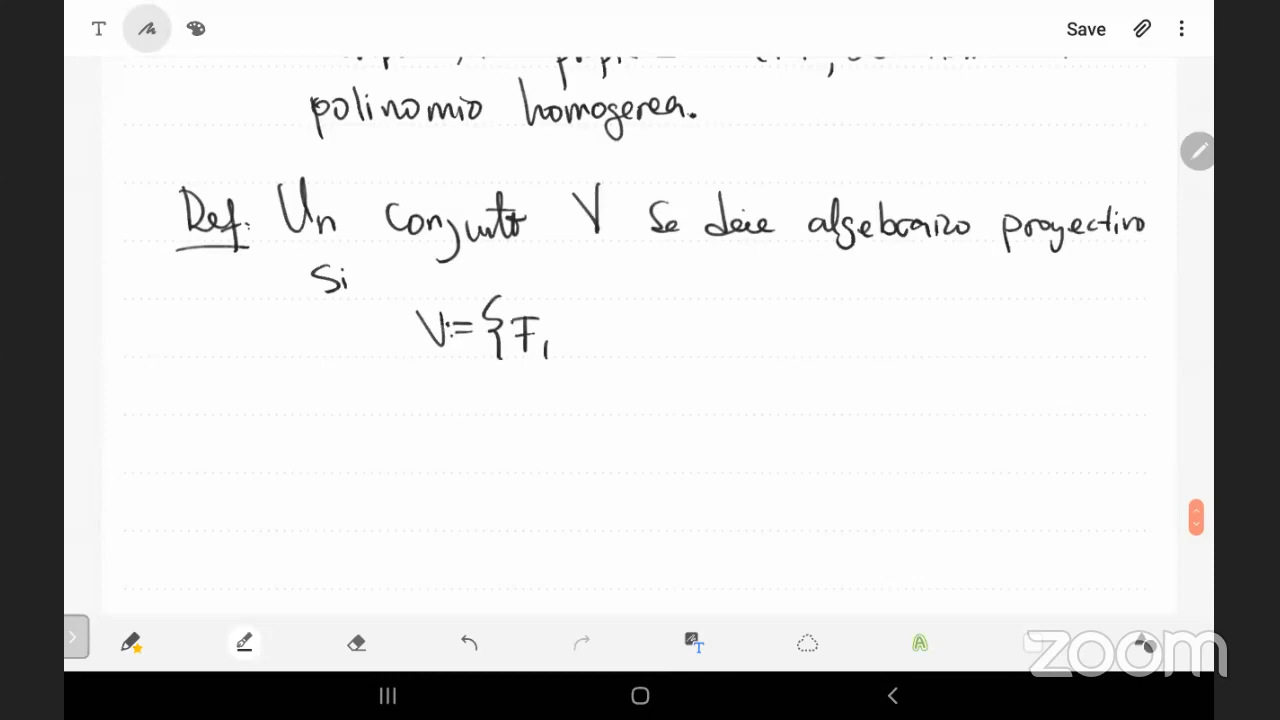 Save
polinomio homogenea.
Def: Un conjunto V se dice algebraico proyectivo
Si
V:= {F₁
zoom